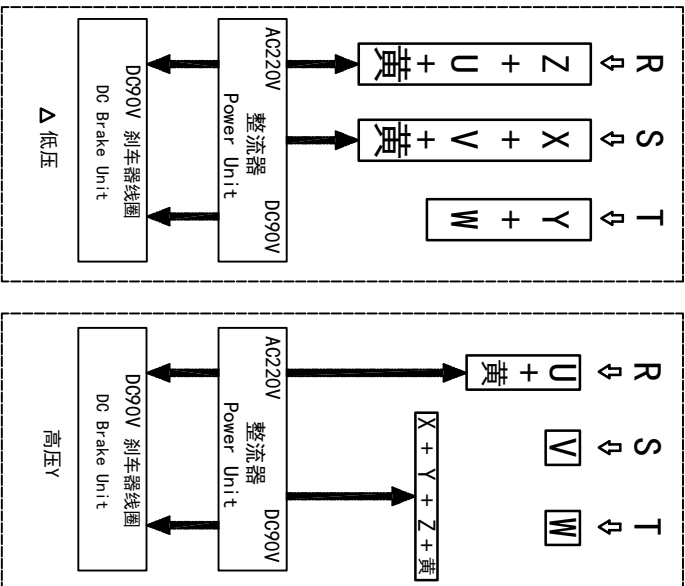 R S T
Z + U + 黄
X + V + 黄
Y + W
AC220V 整流器 DC90V
Power Unit
DC90V 刹车器线圈
DC Brake Unit
Δ 低压
R S T
U + 黄
V
W
X + Y + Z + 黄
AC220V 整流器 DC90V
Power Unit
DC90V 刹车器线圈
DC Brake Unit
高压Y